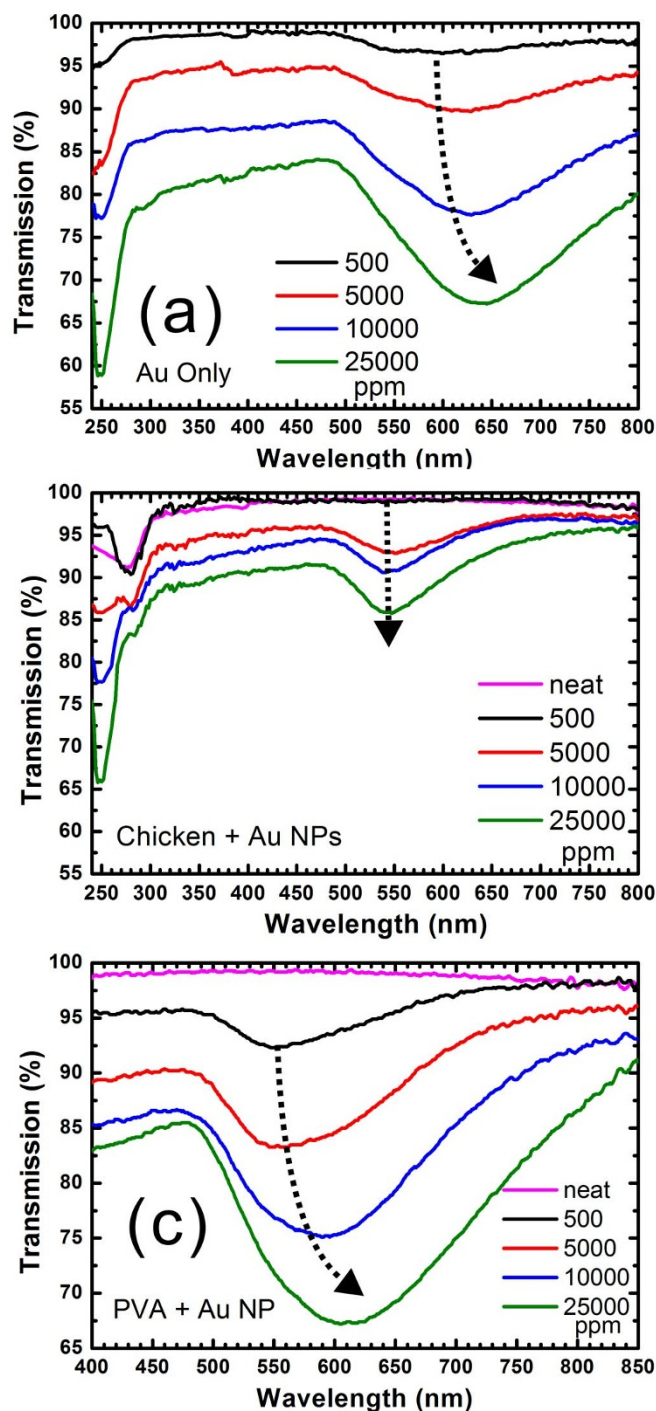 100
95
90
85
80
75
70
65
60
55
Transmission (%)
(a)
Au Only
500
5000
10000
25000
ppm
250 300 350 400 450 500 550 600 650 700 750 800
Wavelength (nm)
100
95
90
85
80
75
70
65
60
55
Transmission (%)
neat
500
5000
10000
25000
ppm
Chicken + Au NPs
250 300 350 400 450 500 550 600 650 700 750 800
Wavelength (nm)
100
95
90
85
80
75
70
65
Transmission (%)
(c)
PVA + Au NP
neat
500
5000
10000
25000
ppm
400 450 500 550 600 650 700 750 800 850
Wavelength (nm)